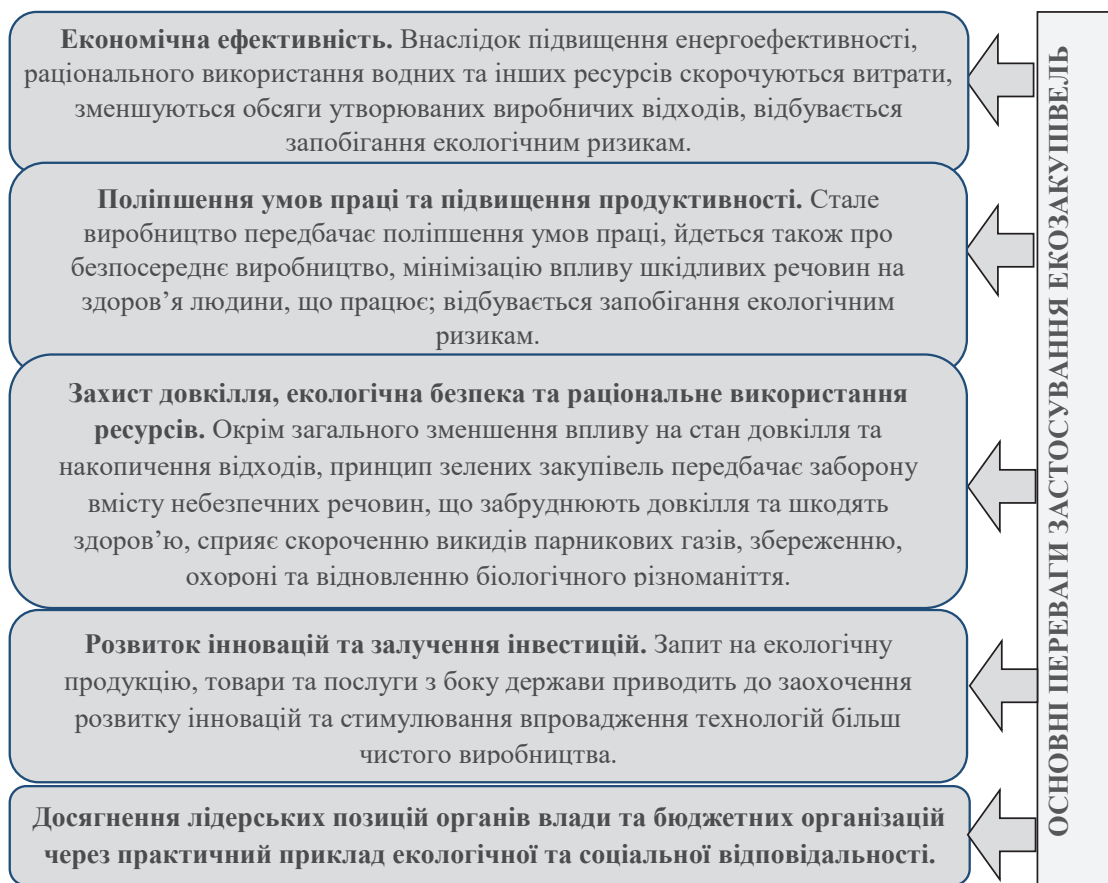 Економічна ефективність. Внаслідок підвищення енергоефективності,
раціонального використання водних та інших ресурсів скорочуються витрати,
зменшуються обсяги утворюваних виробничих відходів, відбувається
запобігання екологічним ризикам.
Поліпшення умов праці та підвищення продуктивності. Стале
виробництво передбачає поліпшення умов праці, йдеться також про
безпосереднє виробництво, мінімізацію впливу шкідливих речовин на
здоров’я людини, що працює; відбувається запобігання екологічним
ризикам.
Захист довкілля, екологічна безпека та раціональне використання
ресурсів. Окрім загального зменшення впливу на стан довкілля та
накопичення відходів, принцип зелених закупівель передбачає заборону
вмісту небезпечних речовин, що забруднюють довкілля та шкодять
здоров’ю, сприяє скороченню викидів парникових газів, збереженню,
охороні та відновленню біологічного різноманіття.
Розвиток інновацій та залучення інвестицій. Запит на екологічну
продукцію, товари та послуги з боку держави приводить до заохочення
розвитку інновацій та стимулювання впровадження технологій більш
чистого виробництва.
Досягнення лідерських позицій органів влади та бюджетних організацій
через практичний приклад екологічної та соціальної відповідальності.
ОСНОВНІ ПЕРЕВАГИ ЗАСТОСУВАННЯ ЕКОЗАКУПІВЕЛЬ